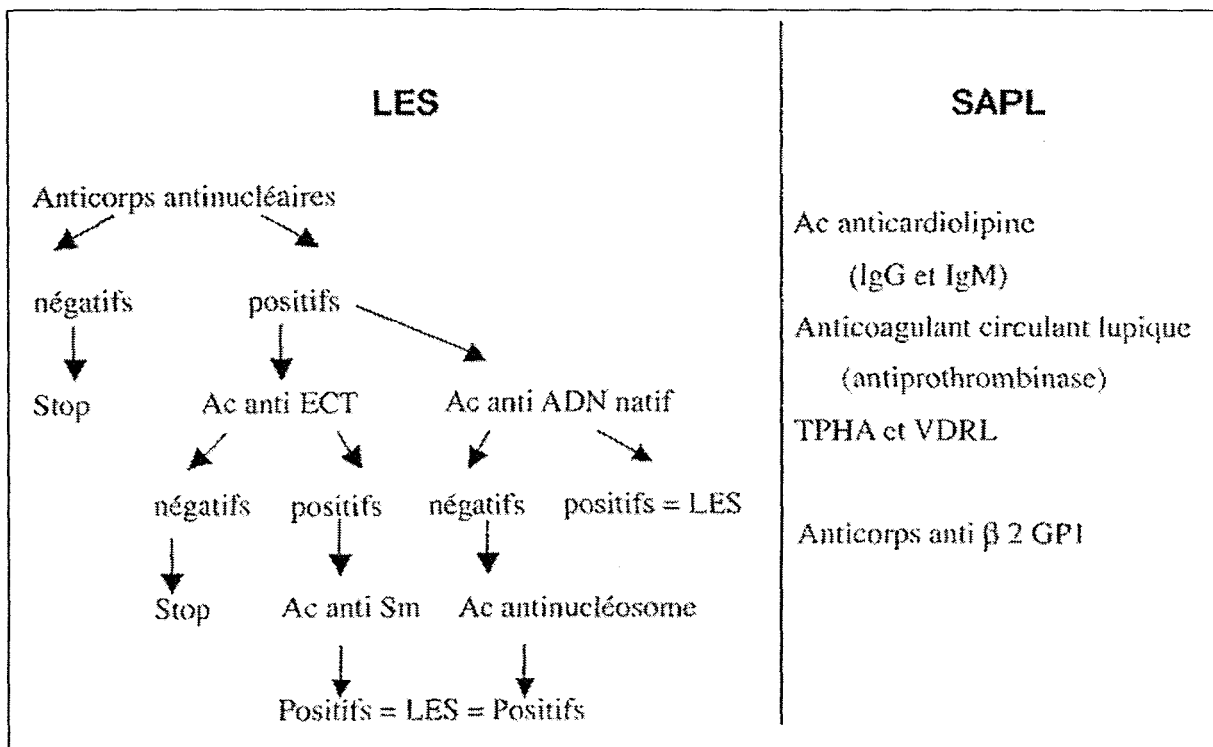 LES
Anticorps antinucléaires
négatifs positifs
Stop Ac anti ECT Ac anti ADN natif
négatifs positifs négatifs positifs = LES
Stop Ac anti Sm Ac antinucléosome
Positifs = LES = Positifs
SAPL
Ac anticardiolipine
(IgG et IgM)
Anticoagulant circulant lupique
(antiprothrombinase)
TPHA et VDRL
Anticorps anti β 2 GP1